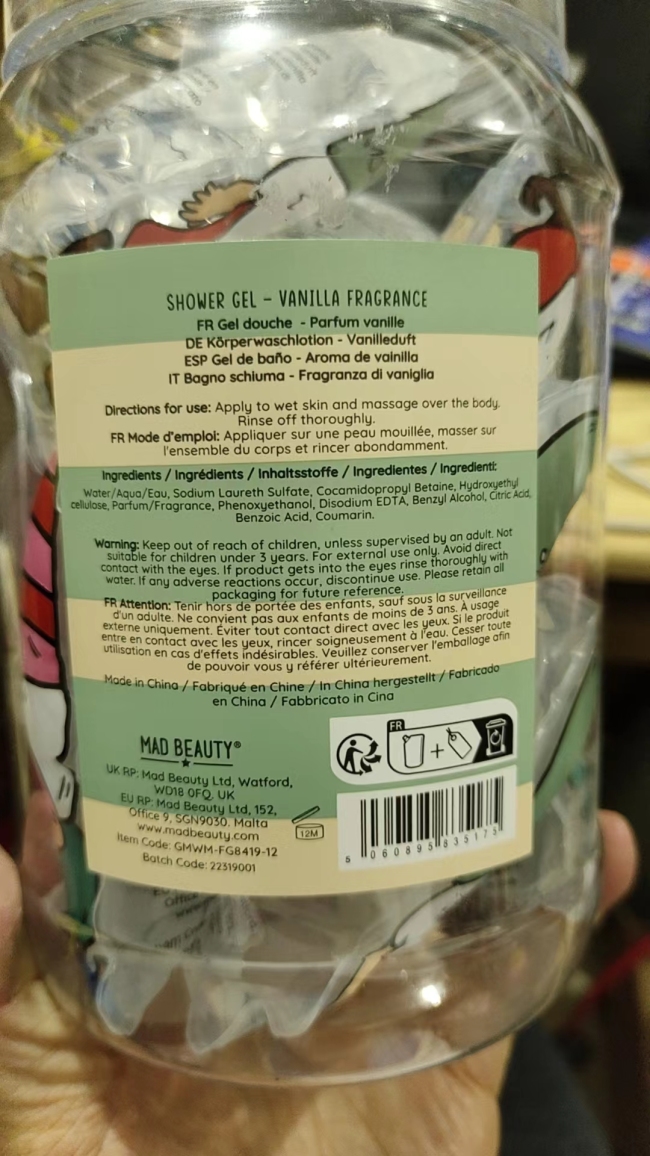 SHOWER GEL – VANILLA FRAGRANCE
FR Gel douche - Parfum vanille
DE Körperwaschlotion - Vanilleduft
ESP Gel de baño - Aroma de vainilla
IT Bagno schiuma - Fragranza di vaniglia
Directions for use: Apply to wet skin and massage over the body.
Rinse off thoroughly.
FR Mode d'emploi: Appliquer sur une peau mouillée, masser sur
l'ensemble du corps et rincer abondamment.
Ingredients / Ingrédients / Inhaltsstoffe / Ingredientes / Ingredienti:
Water/Aqua/Eau, Sodium Laureth Sulfate, Cocamidopropyl Betaine, Hydroxyethyl
cellulose, Parfum/Fragrance, Phenoxyethanol, Disodium EDTA, Benzyl Alcohol, Citric Acid,
Benzoic Acid, Coumarin.
Warning: Keep out of reach of children, unless supervised by an adult. Not
suitable for children under 3 years. For external use only. Avoid direct
contact with the eyes. If product gets into the eyes rinse thoroughly with
water. If any adverse reactions occur, discontinue use. Please retain all
packaging for future reference.
FR Attention: Tenir hors de portée des enfants, sauf sous la surveillance
d'un adulte. Ne convient pas aux enfants de moins de 3 ans. À usage
externe uniquement. Éviter tout contact direct avec les yeux. Si le produit
entre en contact avec les yeux, rincer soigneusement à l'eau. Cesser toute
utilisation en cas d'effets indésirables. Veuillez conserver l'emballage afin
de pouvoir vous y référer ultérieurement.
Made in China / Fabriqué en Chine / In China hergestellt / Fabricado
en China / Fabbricato in Cina
MAD BEAUTY®
UK RP: Mad Beauty Ltd, Watford,
WD18 0FQ, UK
EU RP: Mad Beauty Ltd, 152,
Office 9, SGN9030. Malta
www.madbeauty.com
Item Code: GMWM-FG8419-12
Batch Code: 22319001
12M
FR
+
5 060895 835175